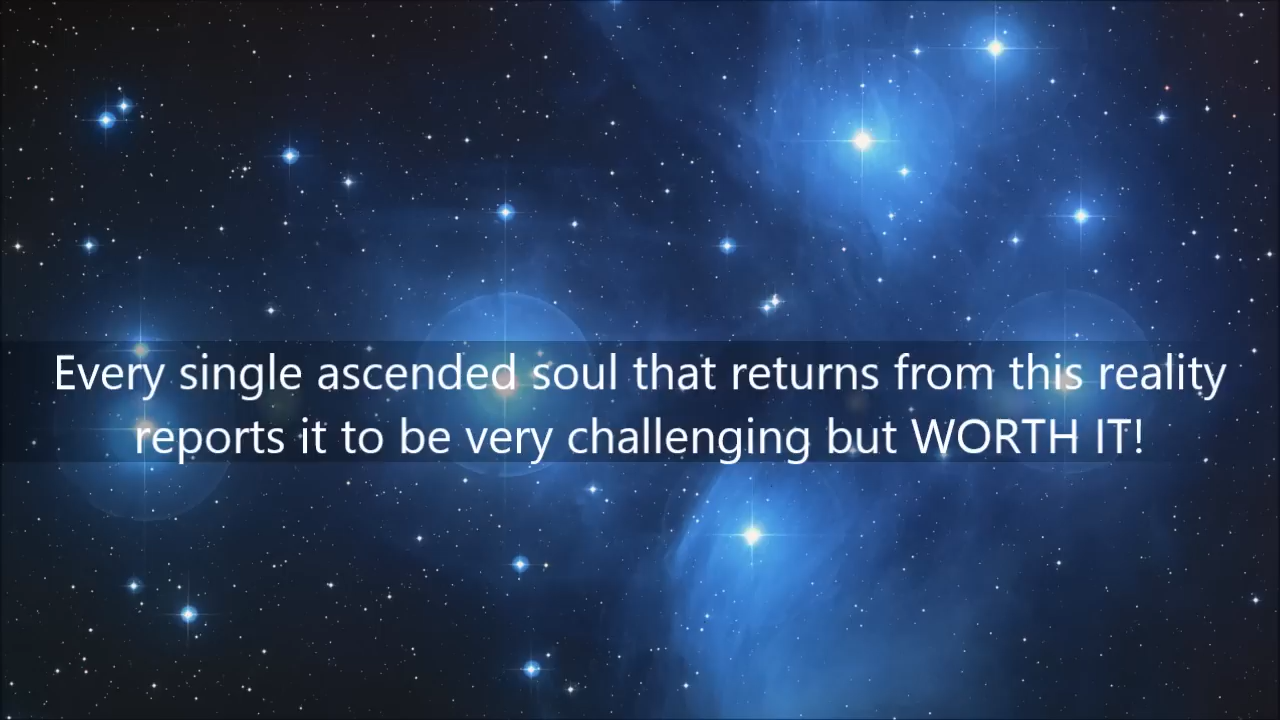 Every single ascended soul that returns from this reality
reports it to be very challenging but WORTH IT!